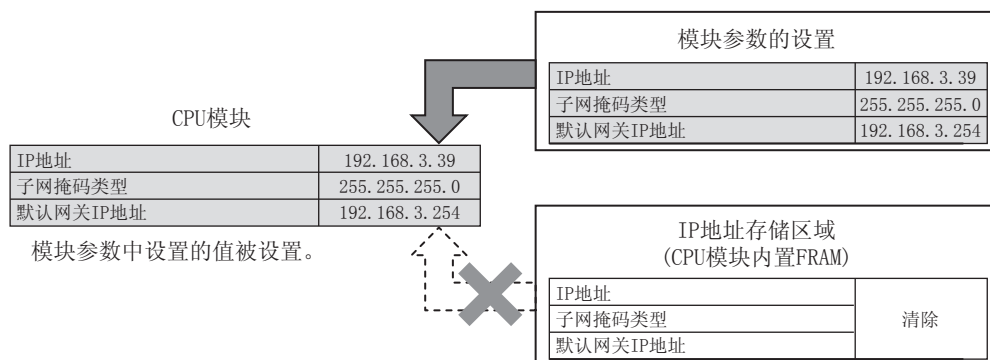 模块参数的设置
IP地址 192.168.3.39
子网掩码类型 255.255.255.0
默认网关IP地址 192.168.3.254
CPU模块
IP地址 192.168.3.39
子网掩码类型 255.255.255.0
默认网关IP地址 192.168.3.254
模块参数中设置的值被设置。
IP地址存储区域
(CPU模块内置FRAM)
IP地址
子网掩码类型 清除
默认网关IP地址